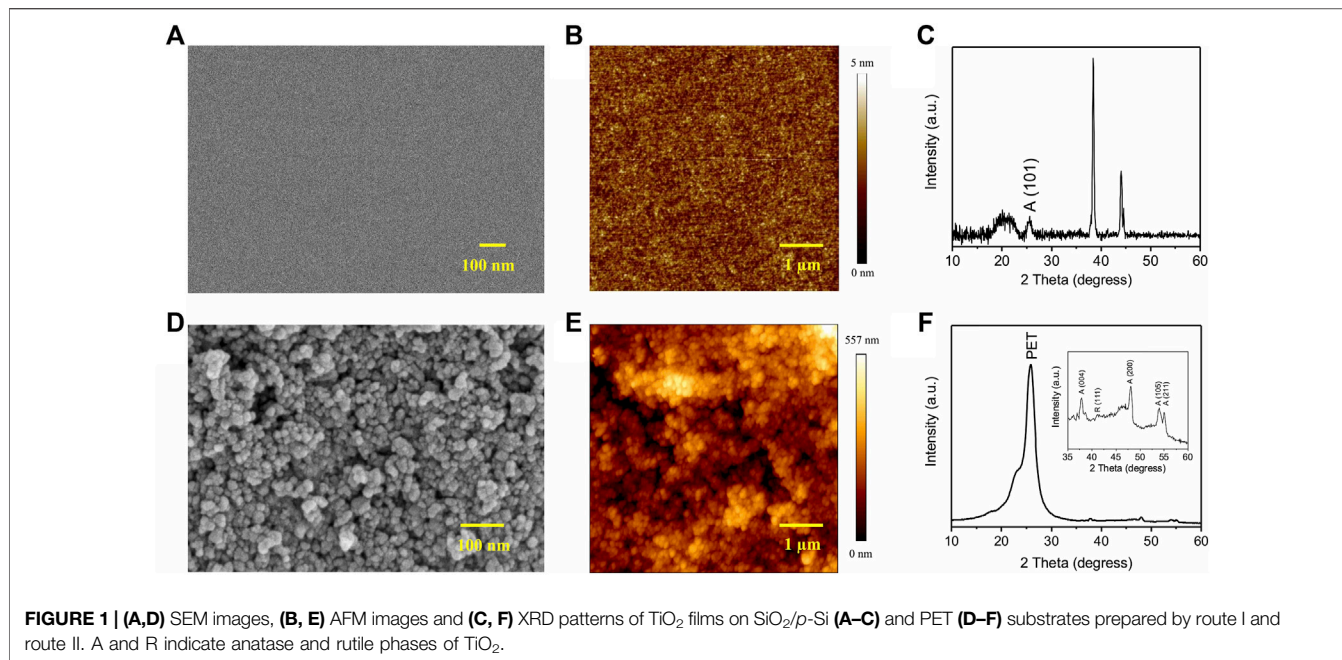 A
100 nm
B
5 nm
0 nm
1 µm
C
Intensity (a.u.)
A (101)
10 20 30 40 50 60
2 Theta (degress)
D
100 nm
E
557 nm
0 nm
1 µm
F
Intensity (a.u.)
PET
10 20 30 40 50 60
2 Theta (degress)
Intensity (a.u.)
A (004)
R (111)
A (200)
A (105)
A (211)
35 40 45 50 55 60
2 Theta (degress)
FIGURE 1 | (A,D) SEM images, (B, E) AFM images and (C, F) XRD patterns of TiO₂ films on SiO₂/p-Si (A–C) and PET (D–F) substrates prepared by route I and
route II. A and R indicate anatase and rutile phases of TiO₂.